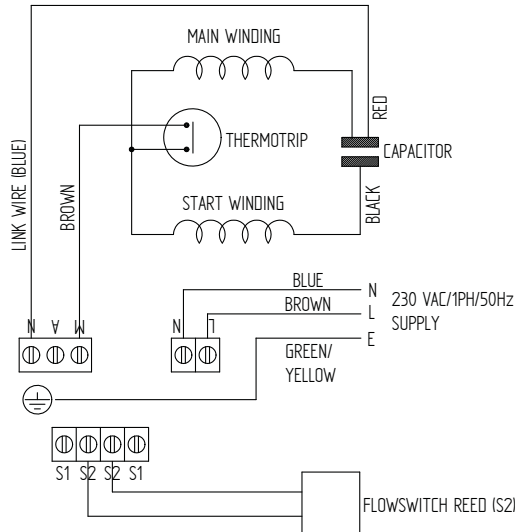 MAIN WINDING
RED
THERMOTRIP
CAPACITOR
LINK WIRE (BLUE)
BROWN
START WINDING
BLACK
BLUE
N
BROWN
L
230 VAC/1PH/50Hz
SUPPLY
E
GREEN/
YELLOW
N A M
N L
S1 S2 S2 S1
FLOWSWITCH REED (S2)